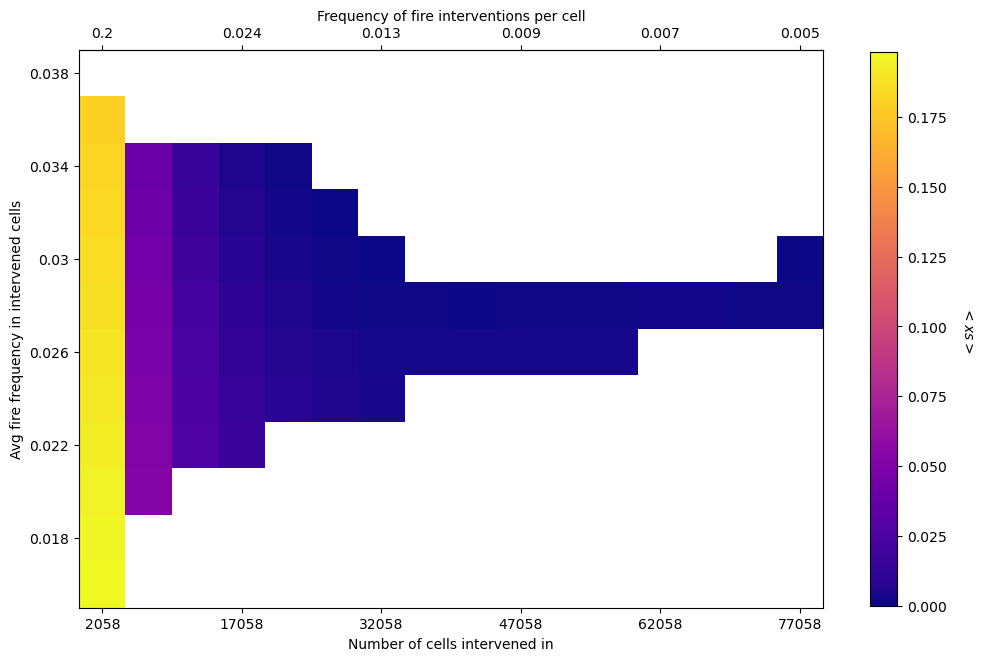 Frequency of fire interventions per cell
0.2 0.024 0.013 0.009 0.007 0.005
0.038
0.034
0.03
0.026
0.022
0.018
Avg fire frequency in intervened cells
2058 17058 32058 47058 62058 77058
Number of cells intervened in
0.175
0.150
0.125
0.100
0.075
0.050
0.025
0.000
< sx >